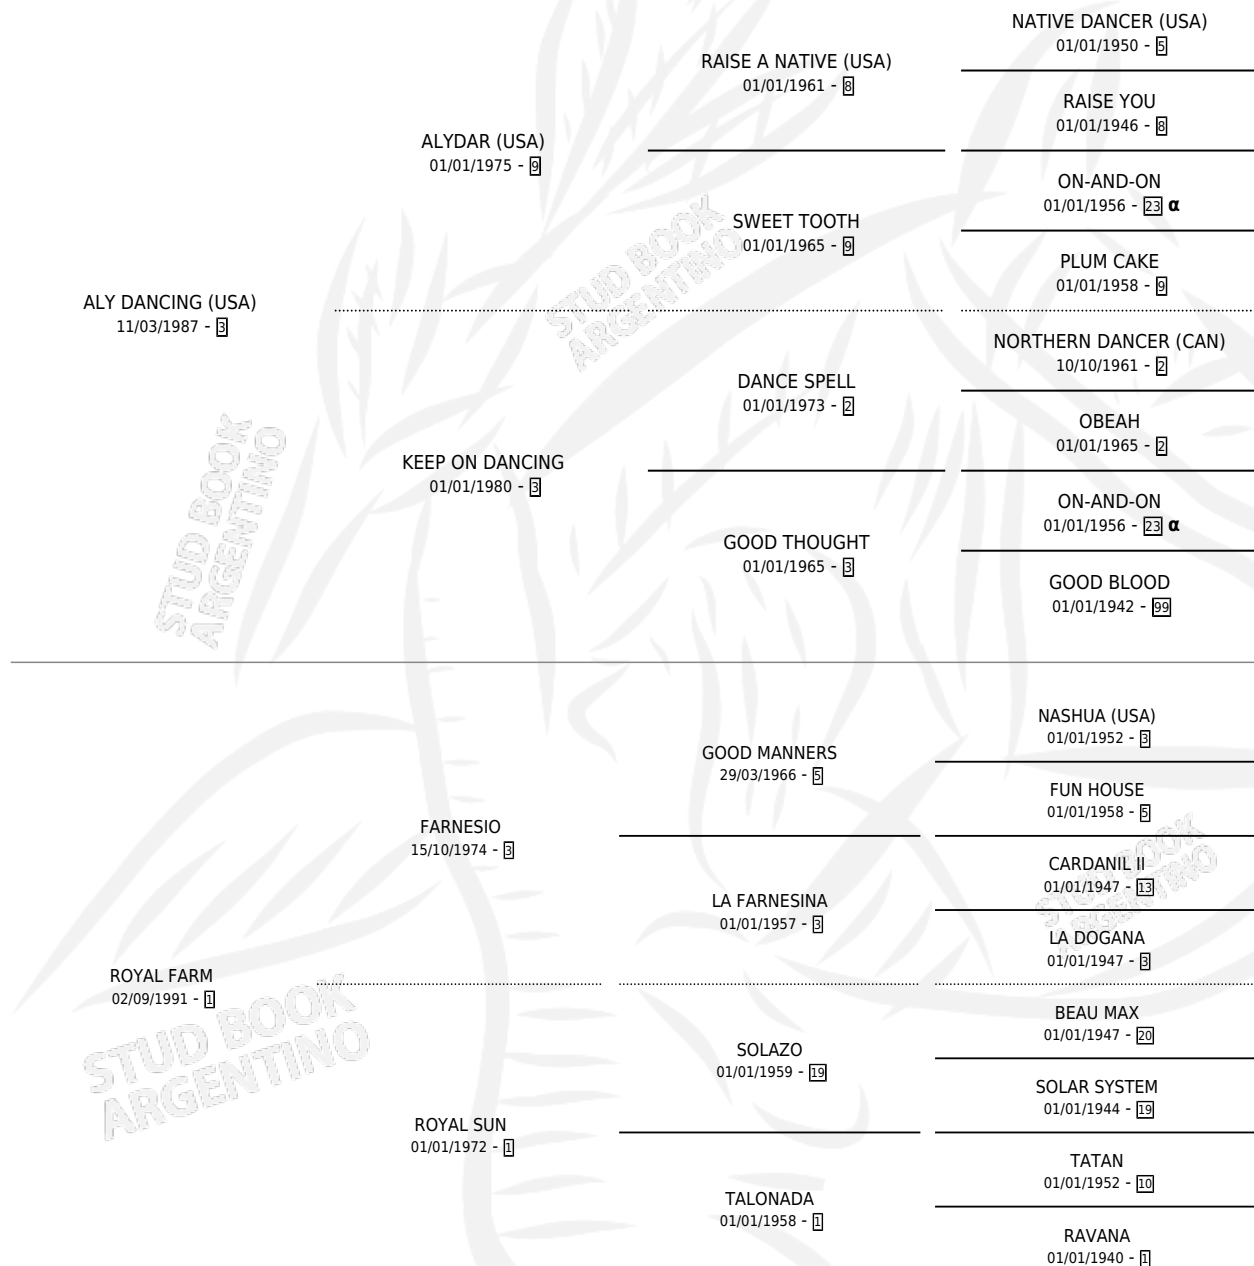 NATIVE DANCER (USA)
01/01/1950 - 5
RAISE A NATIVE (USA)
01/01/1961 - 8
RAISE YOU
01/01/1946 - 8
ALYDAR (USA)
01/01/1975 - 9
ON-AND-ON
01/01/1956 - 23 α
SWEET TOOTH
01/01/1965 - 9
PLUM CAKE
01/01/1958 - 9
STUD BOOK
ARGENTINO
ALY DANCING (USA)
11/03/1987 - 3
NORTHERN DANCER (CAN)
10/10/1961 - 2
DANCE SPELL
01/01/1973 - 2
OBEAH
01/01/1965 - 2
KEEP ON DANCING
01/01/1980 - 3
ON-AND-ON
01/01/1956 - 23 α
GOOD THOUGHT
01/01/1965 - 3
GOOD BLOOD
01/01/1942 - 99
STUD BOOK
ARGENTINO
NASHUA (USA)
01/01/1952 - 3
GOOD MANNERS
29/03/1966 - 5
FUN HOUSE
01/01/1958 - 5
FARNESIO
15/10/1974 - 3
CARDANIL II
01/01/1947 - 13
STUD BOOK
ARGENTINO
LA FARNESINA
01/01/1957 - 3
LA DOGANA
01/01/1947 - 3
ROYAL FARM
02/09/1991 - 1
BEAU MAX
01/01/1947 - 20
SOLAZO
01/01/1959 - 19
SOLAR SYSTEM
01/01/1944 - 19
STUD BOOK
ARGENTINO
ROYAL SUN
01/01/1972 - 1
TATAN
01/01/1952 - 10
TALONADA
01/01/1958 - 1
RAVANA
01/01/1940 - 1